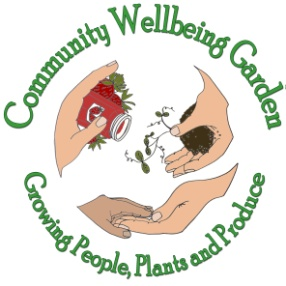 Community Wellbeing Garden
Growing People, Plants and Produce